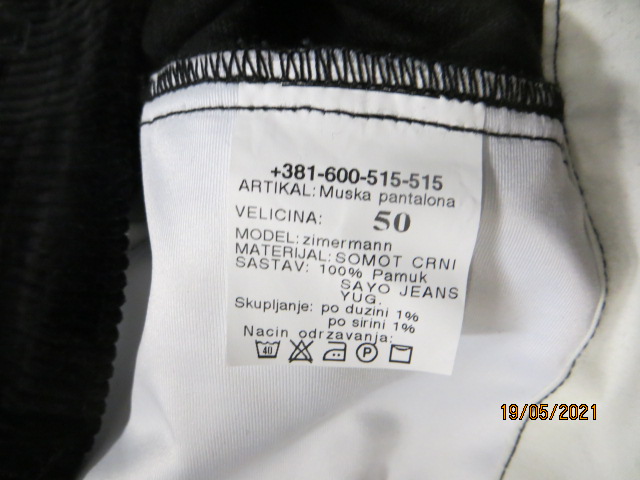 +381-600-515-515
ARTIKAL: Muska pantalona
VELICINA: 50
MODEL: zimermann
MATERIJAL: SOMOT CRNI
SASTAV: 100% Pamuk
SAYO JEANS
YUG.
Skupljanje: po duzini 1%
po sirini 1%
Nacin odrzavanja:
40 P
19/05/2021